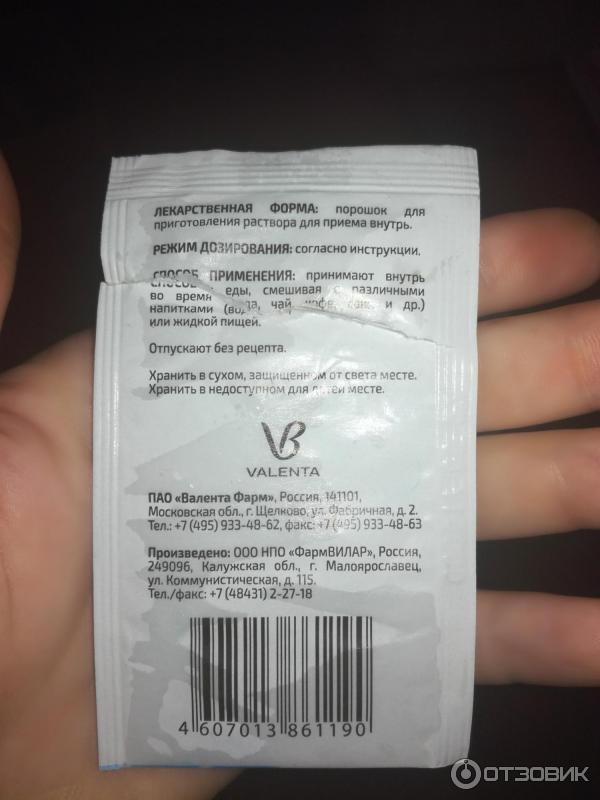 ЛЕКАРСТВЕННАЯ ФОРМА: порошок для
приготовления раствора для приема внутрь.
РЕЖИМ ДОЗИРОВАНИЯ: согласно инструкции.
СПОСОБ ПРИМЕНЕНИЯ: принимают внутрь
во время еды, смешивая с различными
напитками (вода, чай, кофе, и др.)
или жидкой пищей.
Отпускают без рецепта.
Хранить в сухом, защищенном от света месте.
Хранить в недоступном для детей месте.
VALENTA
ПАО «Валента Фарм», Россия, 141101,
Московская обл., г. Щелково, ул. Фабричная, д. 2.
Тел.: +7 (495) 933-48-62, факс: +7 (495) 933-48-63
Произведено: ООО НПО «ФармВИЛАР», Россия,
249096, Калужская обл., г. Малоярославец,
ул. Коммунистическая, д. 115.
Тел./факс: +7 (48431) 2-27-18
4 607013 861190
ОТЗОВИК